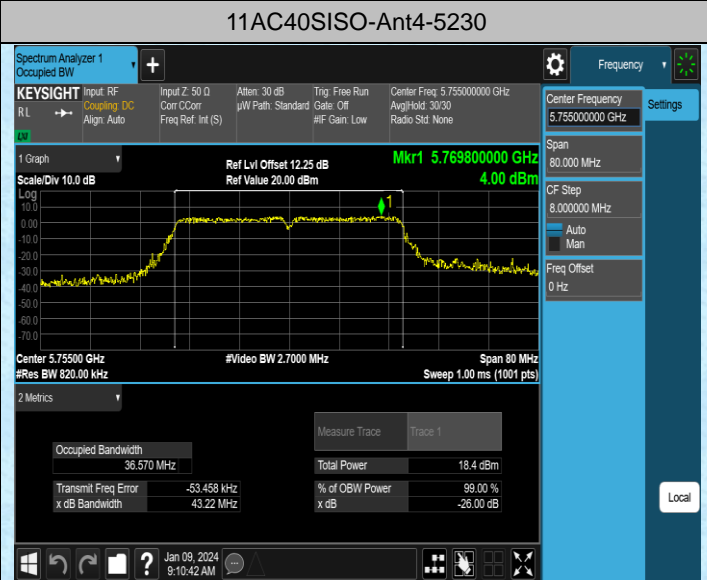 11AC40SISO-Ant4-5230
Spectrum Analyzer 1
Occupied BW
Frequency
KEYSIGHT
RL
Input: RF
Coupling: DC
Align: Auto
Input Z: 50 Ω
Corr CCorr
Freq Ref: Int (S)
Atten: 30 dB
µW Path: Standard
Trig: Free Run
Gate: Off
#IF Gain: Low
Center Freq: 5.755000000 GHz
Avg|Hold: 30/30
Radio Std: None
Center Frequency
5.755000000 GHz
Settings
Span
80.000 MHz
CF Step
8.000000 MHz
Auto
Man
Freq Offset
0 Hz
1 Graph
Scale/Div 10.0 dB
Ref Lvl Offset 12.25 dB
Ref Value 20.00 dBm
Mkr1 5.769800000 GHz
4.00 dBm
Log
10.0
0.00
-10.0
-20.0
-30.0
-40.0
-50.0
-60.0
-70.0
1
Center 5.75500 GHz
#Video BW 2.7000 MHz
Span 80 MHz
#Res BW 820.00 kHz
Sweep 1.00 ms (1001 pts)
2 Metrics
Measure Trace
Trace 1
Occupied Bandwidth
36.570 MHz
Total Power
18.4 dBm
Transmit Freq Error
-53.458 kHz
% of OBW Power
99.00 %
x dB Bandwidth
43.22 MHz
x dB
-26.00 dB
Local
?
Jan 09, 2024
9:10:42 AM